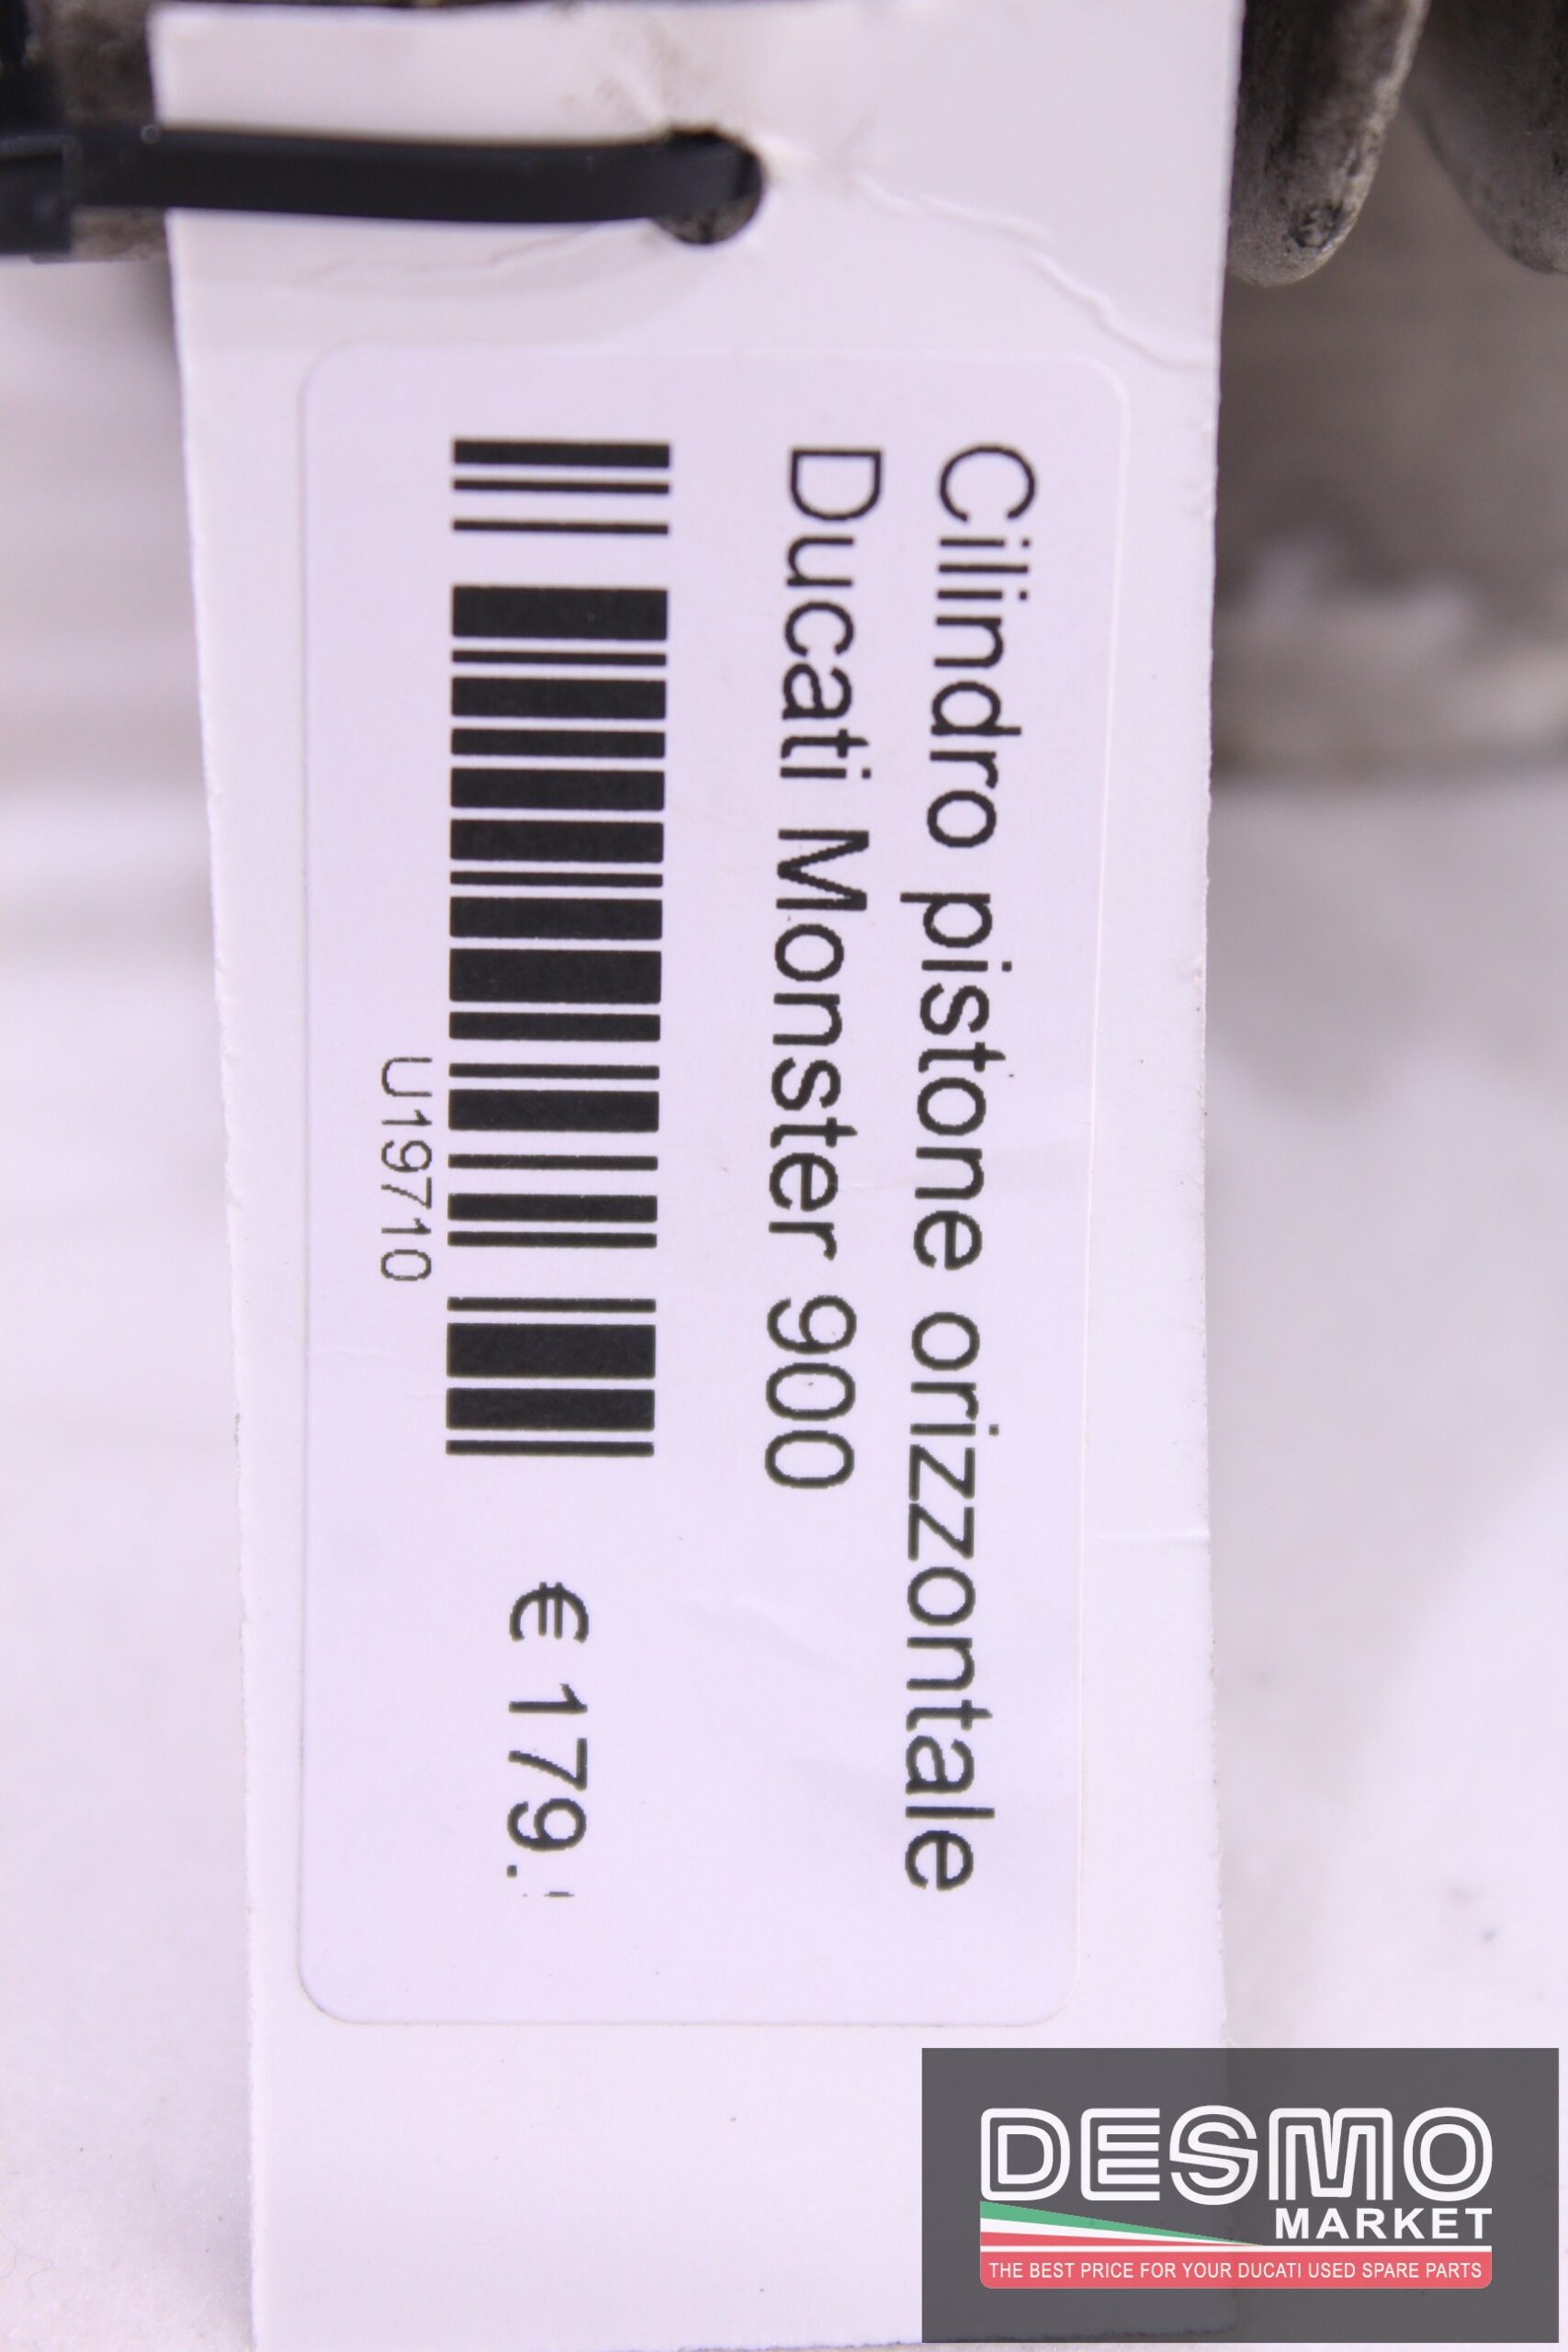 Cilindro pistone orizzontale
Ducati Monster 900
€ 179.
U19710
DESMO
MARKET
THE BEST PRICE FOR YOUR DUCATI USED SPARE PARTS